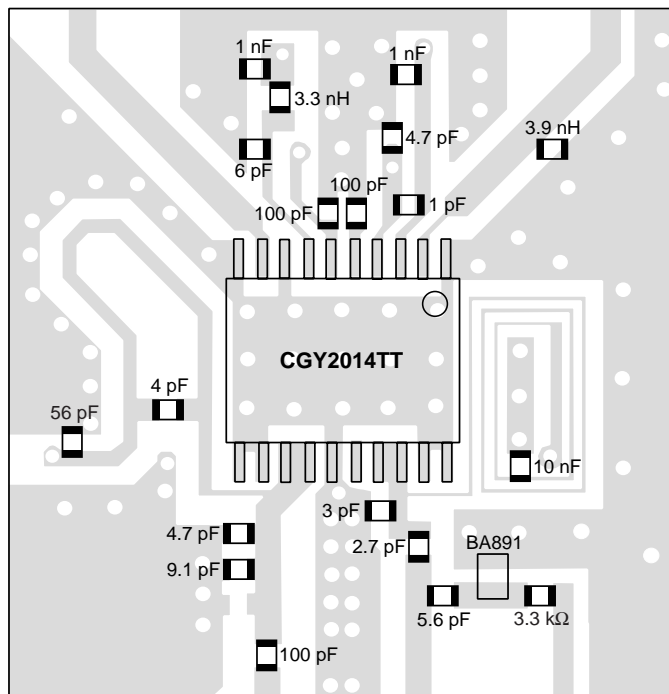 1 nF
1 nF
3.3 nH
4.7 pF
3.9 nH
6 pF
100 pF
100 pF
1 pF
CGY2014TT
4 pF
56 pF
10 nF
3 pF
4.7 pF
2.7 pF
BA891
9.1 pF
5.6 pF
3.3 kΩ
100 pF